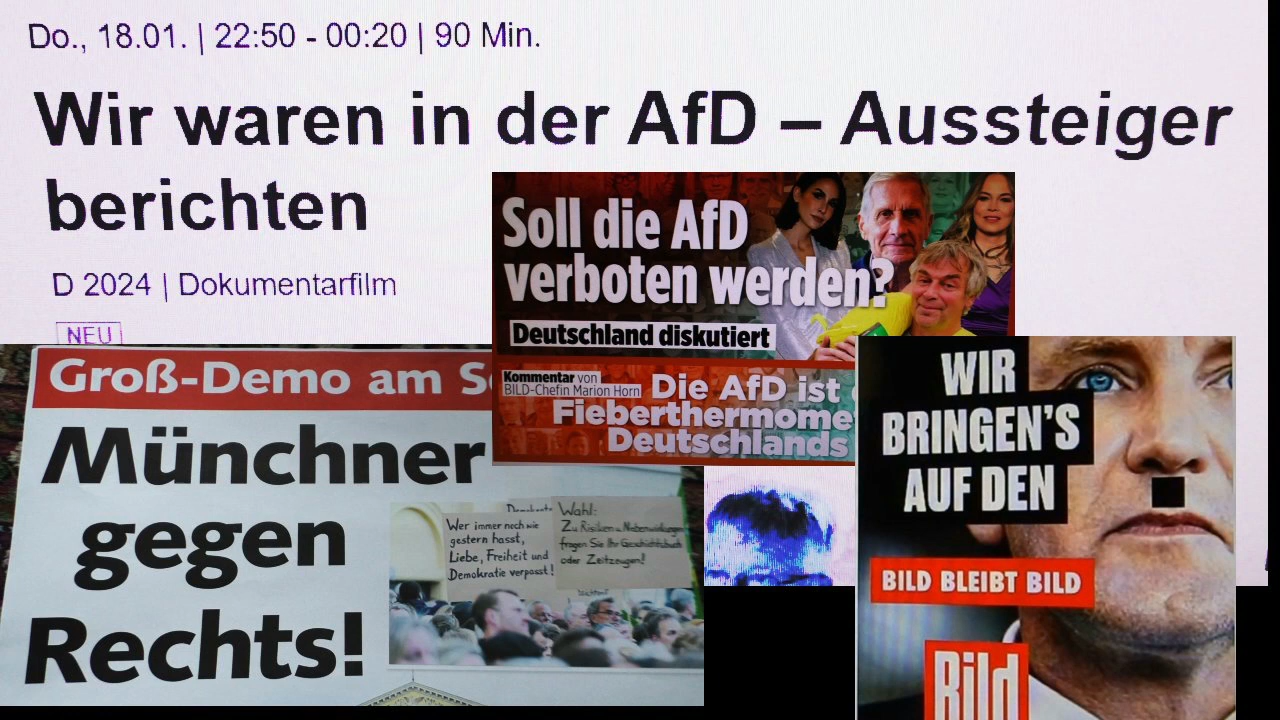 Do., 18.01. | 22:50 - 00:20 | 90 Min.
Wir waren in der AfD – Aussteiger
berichten
D 2024 | Dokumentarfilm
NEU
Soll die AfD
verboten werden?
Deutschland diskutiert
Kommentar von
BILD-Chefin Marion Horn
Die AfD ist
Fieberthermome
Deutschlands
Groß-Demo am S
Münchner
gegen
Rechts!
Wer immer noch wie
gestern hasst,
Liebe, Freiheit und
Demokratie verpasst!
Wahl:
Zu Risiken u. Nebenwirkungen
fragen Sie Ihr Geschichtsbuch
oder Zeitzeugen!
WIR
BRINGEN'S
AUF DEN
BILD BLEIBT BILD
Bild